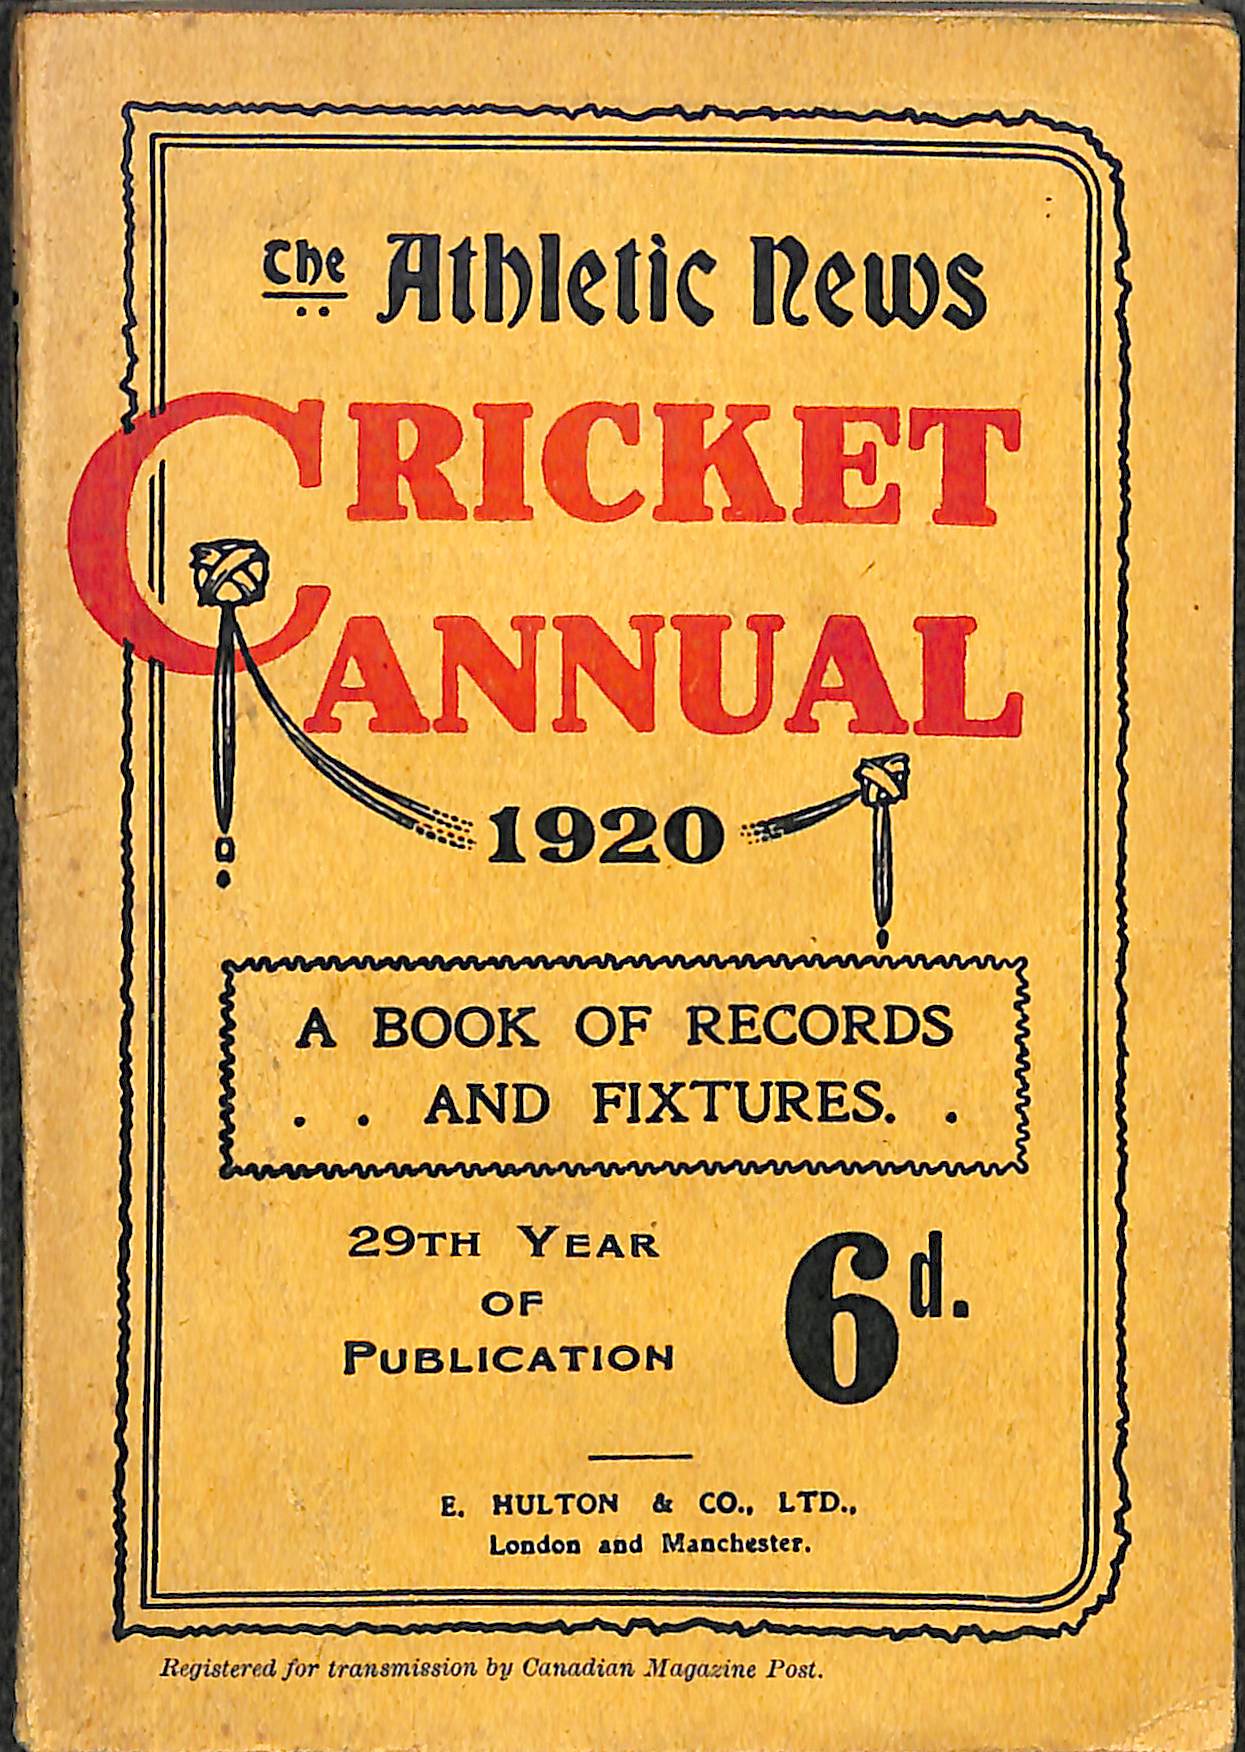 The Athletic News
CRICKET
ANNUAL
1920
A BOOK OF RECORDS
. . AND FIXTURES. .
29TH YEAR
OF
PUBLICATION
6d.
E. HULTON & CO., LTD.,
London and Manchester.
Registered for transmission by Canadian Magazine Post.